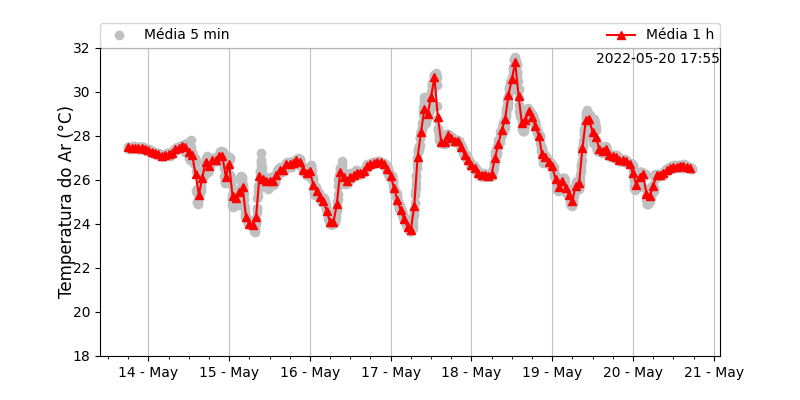 Média 5 min
Média 1 h
2022-05-20 17:55
Temperatura do Ar (°C)
32
30
28
26
24
22
20
18
14 - May
15 - May
16 - May
17 - May
18 - May
19 - May
20 - May
21 - May